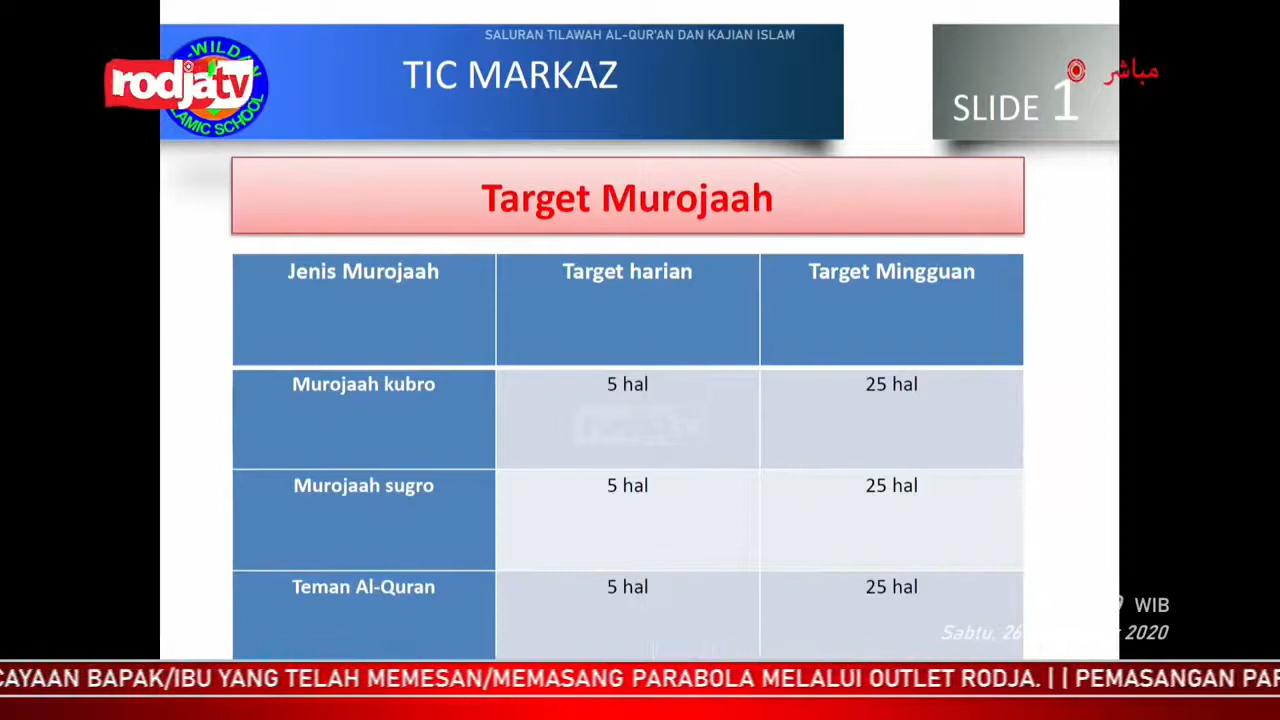 SALURAN TILAWAH AL-QUR'AN DAN KAJIAN ISLAM
-WILDAN
rodjatv
LAMIC SCHOOL
TIC MARKAZ
SLIDE 1
مباشر
Target Murojaah
Jenis Murojaah Target harian Target Mingguan
Murojaah kubro 5 hal 25 hal
Murojaah sugro 5 hal 25 hal
Teman Al-Quran 5 hal 25 hal
WIB
Sabtu, 26 2020
CAYAAN BAPAK/IBU YANG TELAH MEMESAN/MEMASANG PARABOLA MELALUI OUTLET RODJA. || PEMASANGAN PAR